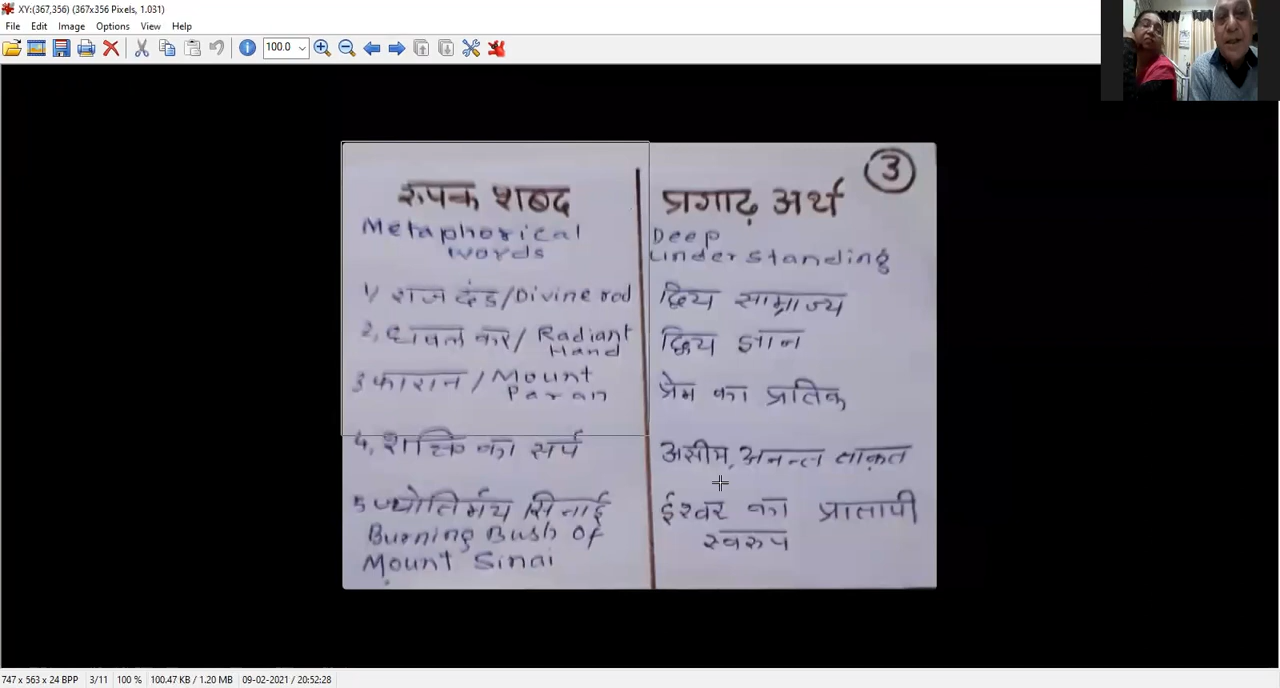 XY:(367,356) (367x356 Pixels, 1.031)
File Edit Image Options View Help
100.0
3
रुपक शब्द
Metaphorical
words
1/ राज दंड/Divine rod
2, धवल कर/ Radiant
Hand
3 फारान / Mount
Paran
4, शक्ति का सर्प
5 ज्योतिर्मय सिनाई
Burning Bush of
Mount Sinai
प्रगाढ़ अर्थ
Deep
understanding
द्विय साम्राज्य
द्विय ज्ञान
प्रेम का प्रतिक
असीम, अनन्त ताक़त
ईश्वर का प्रातापी
स्वरुप
747 x 563 x 24 BPP 3/11 100 % 100.47 KB / 1.20 MB 09-02-2021 / 20:52:28